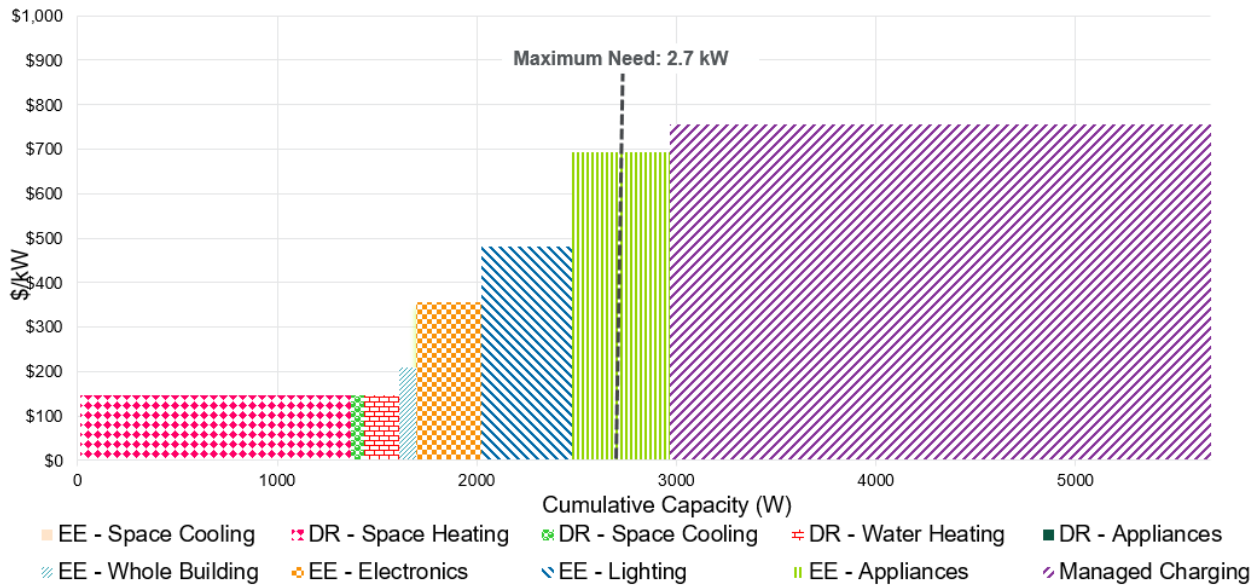 $1,000
$900
Maximum Need: 2.7 kW
$800
$700
$600
$500
$/kW
$400
$300
$200
$100
$0
0 1000 2000 3000 4000 5000
Cumulative Capacity (W)
EE - Space Cooling DR - Space Heating DR - Space Cooling DR - Water Heating DR - Appliances
EE - Whole Building EE - Electronics EE - Lighting EE - Appliances Managed Charging